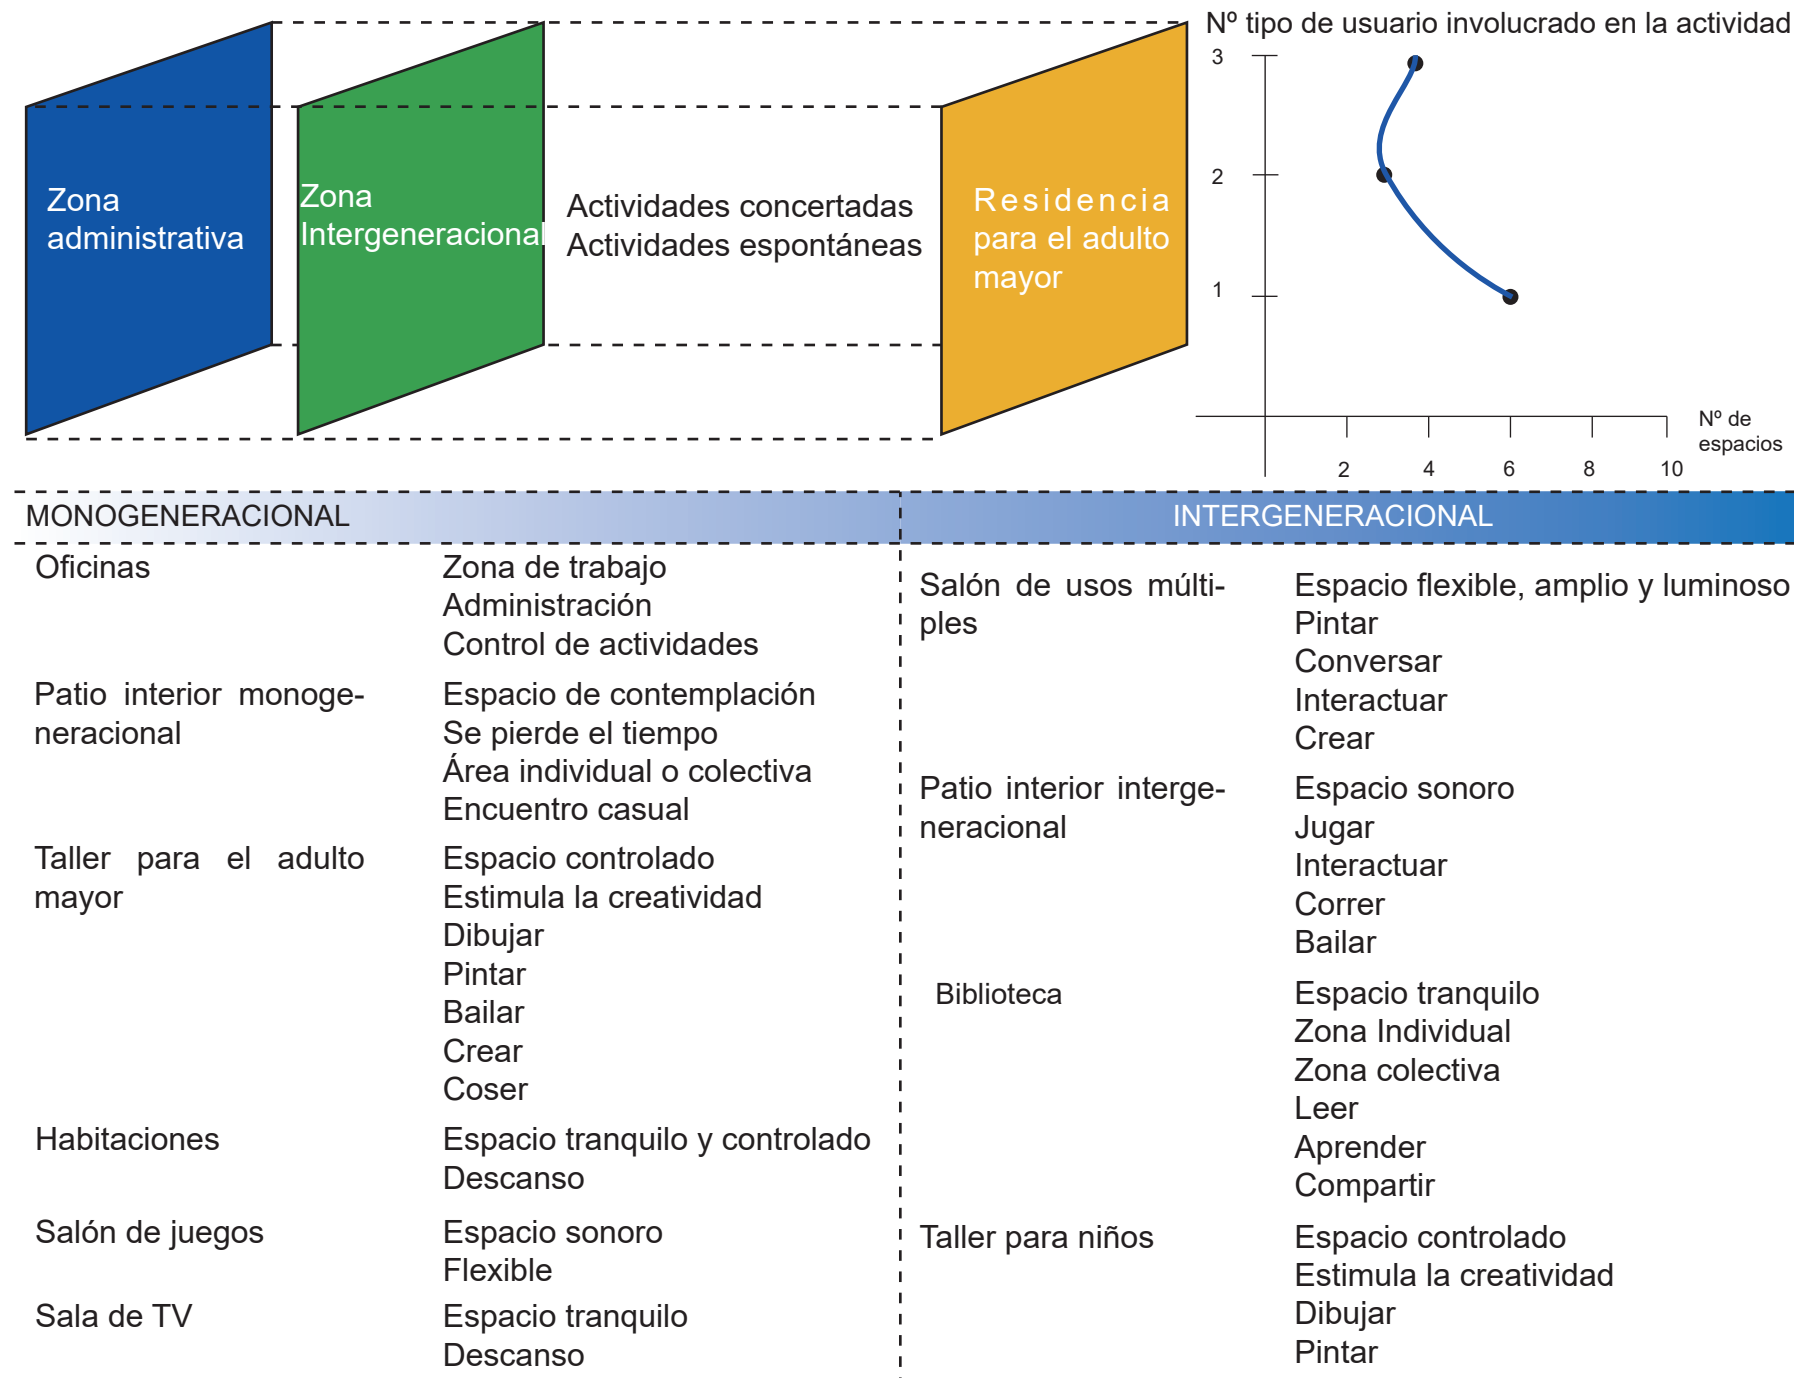 Nº tipo de usuario involucrado en la actividad
Zona
administrativa
Zona
Intergeneracional
Actividades concertadas
Actividades espontáneas
Residencia
para el adulto
mayor
3
2
1
2
4
6
8
10
Nº de
espacios
MONOGENERACIONAL
INTERGENERACIONAL
Oficinas
Zona de trabajo
Administración
Control de actividades
Patio interior monoge-
neracional
Espacio de contemplación
Se pierde el tiempo
Área individual o colectiva
Encuentro casual
Taller para el adulto
mayor
Espacio controlado
Estimula la creatividad
Dibujar
Pintar
Bailar
Crear
Coser
Habitaciones
Espacio tranquilo y controlado
Descanso
Salón de juegos
Espacio sonoro
Flexible
Sala de TV
Espacio tranquilo
Descanso
Salón de usos múlti-
ples
Espacio flexible, amplio y luminoso
Pintar
Conversar
Interactuar
Crear
Patio interior interge-
neracional
Espacio sonoro
Jugar
Interactuar
Correr
Bailar
Biblioteca
Espacio tranquilo
Zona Individual
Zona colectiva
Leer
Aprender
Compartir
Taller para niños
Espacio controlado
Estimula la creatividad
Dibujar
Pintar